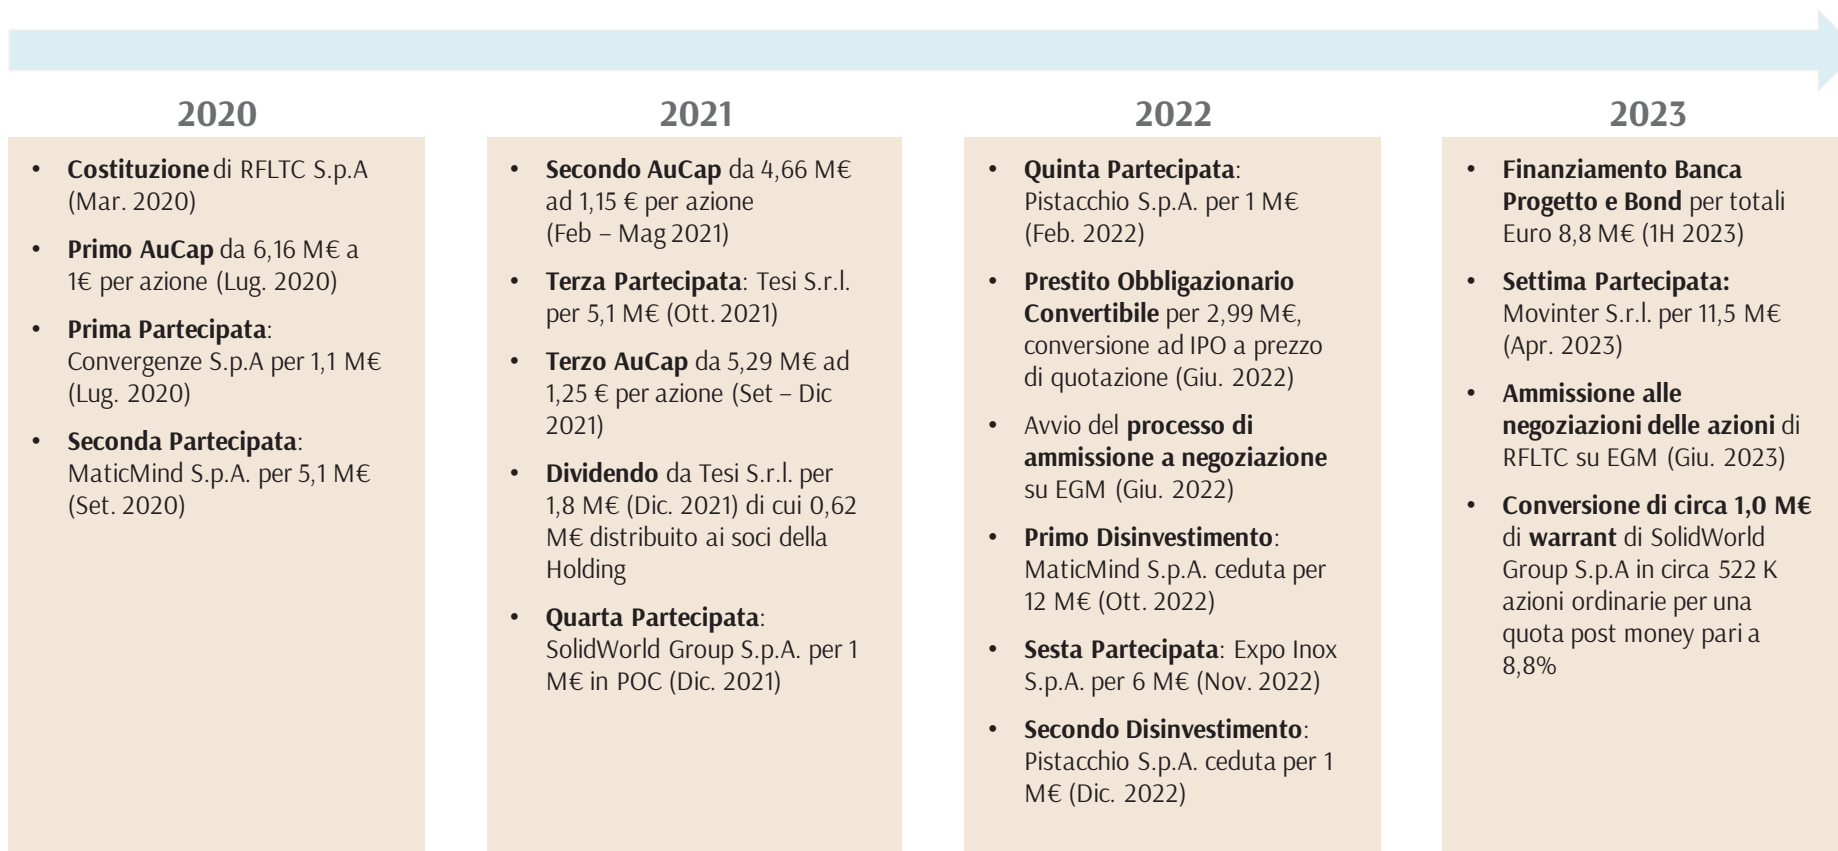 2020
• Costituzione di RFLTC S.p.A
(Mar. 2020)
• Primo AuCap da 6,16 M€ a
1€ per azione (Lug. 2020)
• Prima Partecipata:
Convergenze S.p.A per 1,1 M€
(Lug. 2020)
• Seconda Partecipata:
MaticMind S.p.A. per 5,1 M€
(Set. 2020)
2021
• Secondo AuCap da 4,66 M€
ad 1,15 € per azione
(Feb – Mag 2021)
• Terza Partecipata: Tesi S.r.l.
per 5,1 M€ (Ott. 2021)
• Terzo AuCap da 5,29 M€ ad
1,25 € per azione (Set – Dic
2021)
• Dividendo da Tesi S.r.l. per
1,8 M€ (Dic. 2021) di cui 0,62
M€ distribuito ai soci della
Holding
• Quarta Partecipata:
SolidWorld Group S.p.A. per 1
M€ in POC (Dic. 2021)
2022
• Quinta Partecipata:
Pistacchio S.p.A. per 1 M€
(Feb. 2022)
• Prestito Obbligazionario
Convertibile per 2,99 M€,
conversione ad IPO a prezzo
di quotazione (Giu. 2022)
• Avvio del processo di
ammissione a negoziazione
su EGM (Giu. 2022)
• Primo Disinvestimento:
MaticMind S.p.A. ceduta per
12 M€ (Ott. 2022)
• Sesta Partecipata: Expo Inox
S.p.A. per 6 M€ (Nov. 2022)
• Secondo Disinvestimento:
Pistacchio S.p.A. ceduta per 1
M€ (Dic. 2022)
2023
• Finanziamento Banca
Progetto e Bond per totali
Euro 8,8 M€ (1H 2023)
• Settima Partecipata:
Movinter S.r.l. per 11,5 M€
(Apr. 2023)
• Ammissione alle
negoziazioni delle azioni di
RFLTC su EGM (Giu. 2023)
• Conversione di circa 1,0 M€
di warrant di SolidWorld
Group S.p.A in circa 522 K
azioni ordinarie per una
quota post money pari a
8,8%